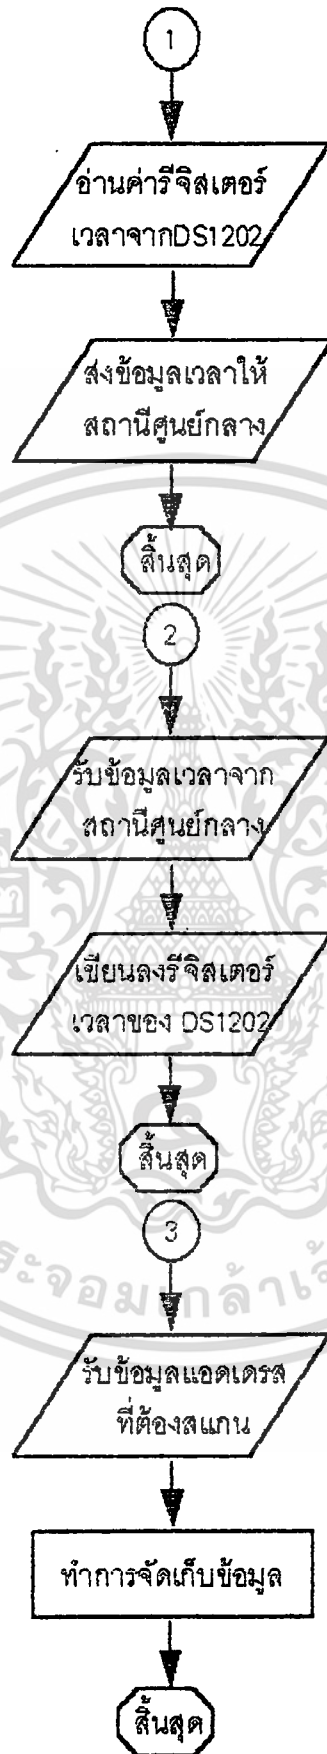 1
อ่านค่ารีจิสเตอร์
เวลาจากDS1202
ส่งข้อมูลเวลาให้
สถานีศูนย์กลาง
สิ้นสุด
2
รับข้อมูลเวลาจาก
สถานีศูนย์กลาง
เขียนลงรีจิสเตอร์
เวลาของ DS1202
สิ้นสุด
3
รับข้อมูลแอดเดรส
ที่ต้องสแกน
ทำการจัดเก็บข้อมูล
สิ้นสุด